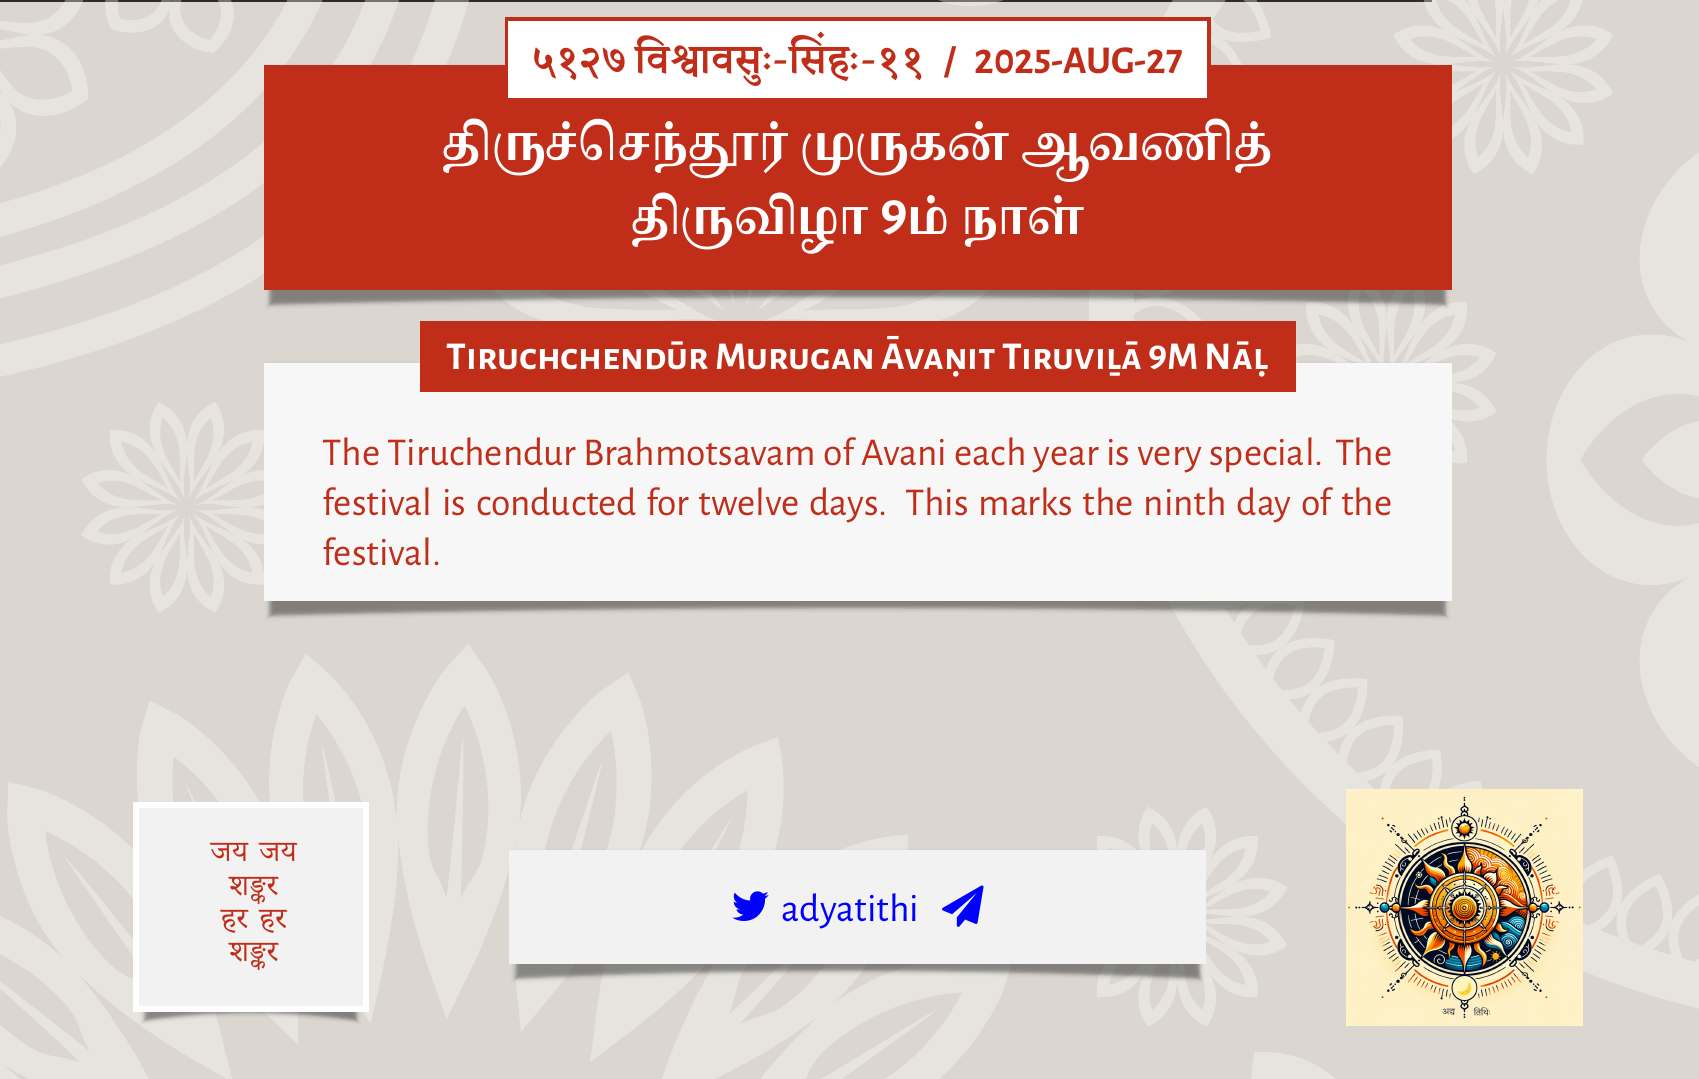 ५१२७ विश्वावसुः-सिंहः-११ / 2025-AUG-27
திருச்செந்தூர் முருகன் ஆவணித்
திருவிழா 9ம் நாள்
Tiruchchendūr Murugan Āvaṇit Tiruviḻā 9m Nāḷ
The Tiruchendur Brahmotsavam of Avani each year is very special. The
festival is conducted for twelve days. This marks the ninth day of the
festival.
जय जय
शङ्कर
हर हर
शङ्कर
adyatithi
अद्य तिथिः